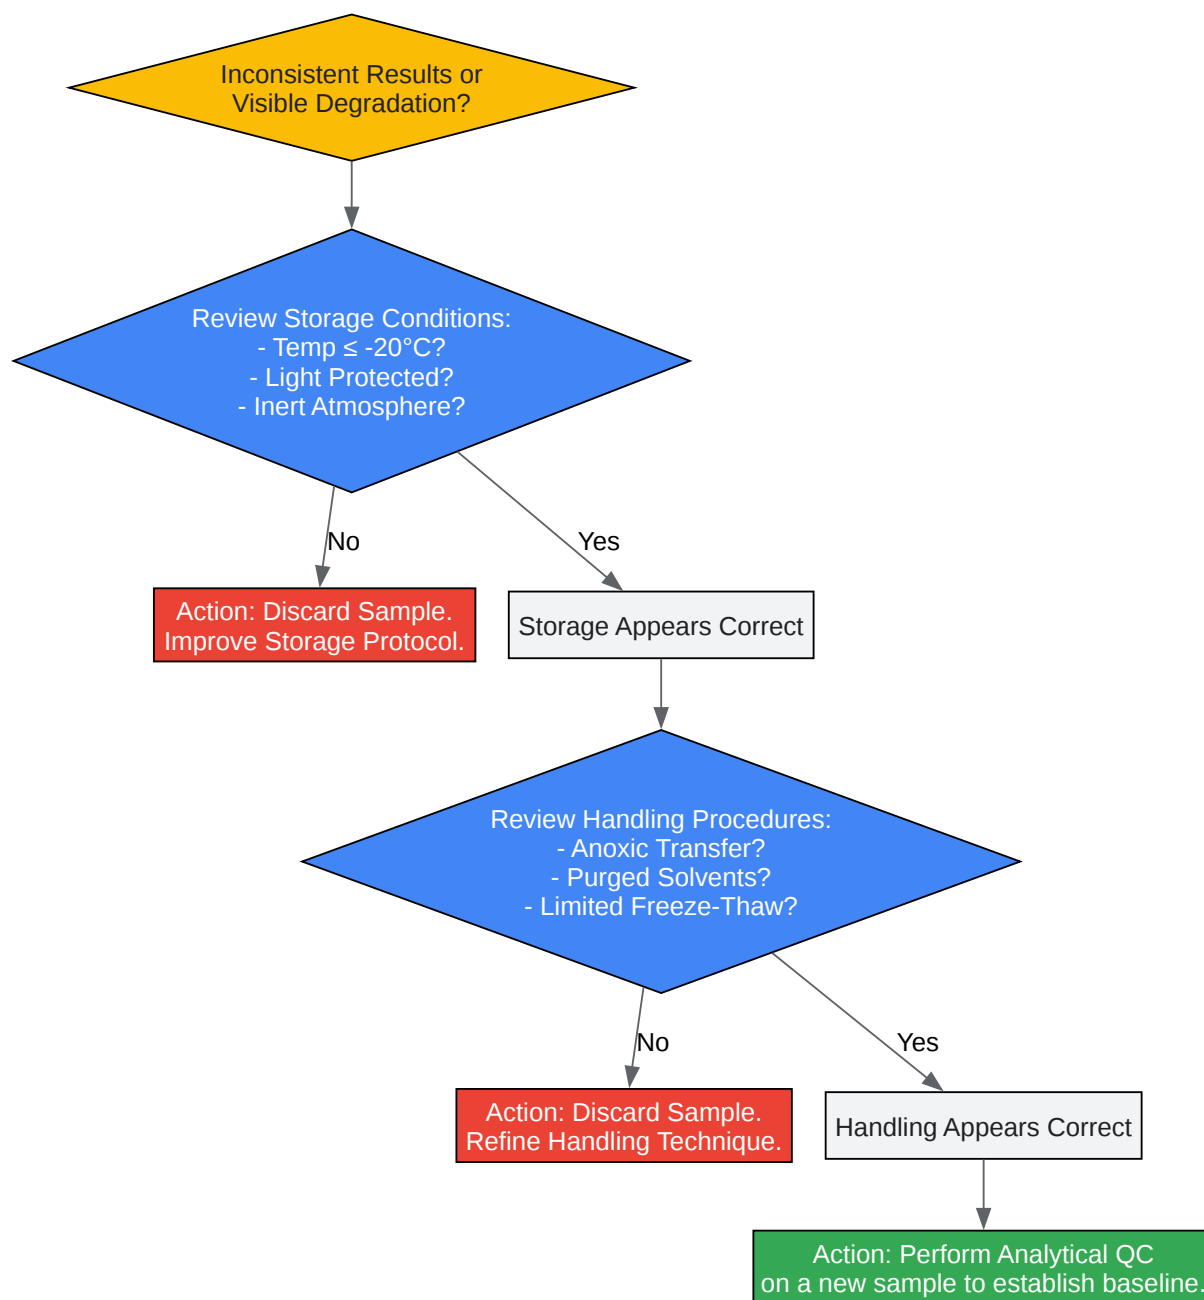 Inconsistent Results or
Visible Degradation?
Review Storage Conditions:
- Temp ≤ -20°C?
- Light Protected?
- Inert Atmosphere?
No
Yes
Action: Discard Sample.
Improve Storage Protocol.
Storage Appears Correct
Review Handling Procedures:
- Anoxic Transfer?
- Purged Solvents?
- Limited Freeze-Thaw?
No
Yes
Action: Discard Sample.
Refine Handling Technique.
Handling Appears Correct
Action: Perform Analytical QC
on a new sample to establish baseline.